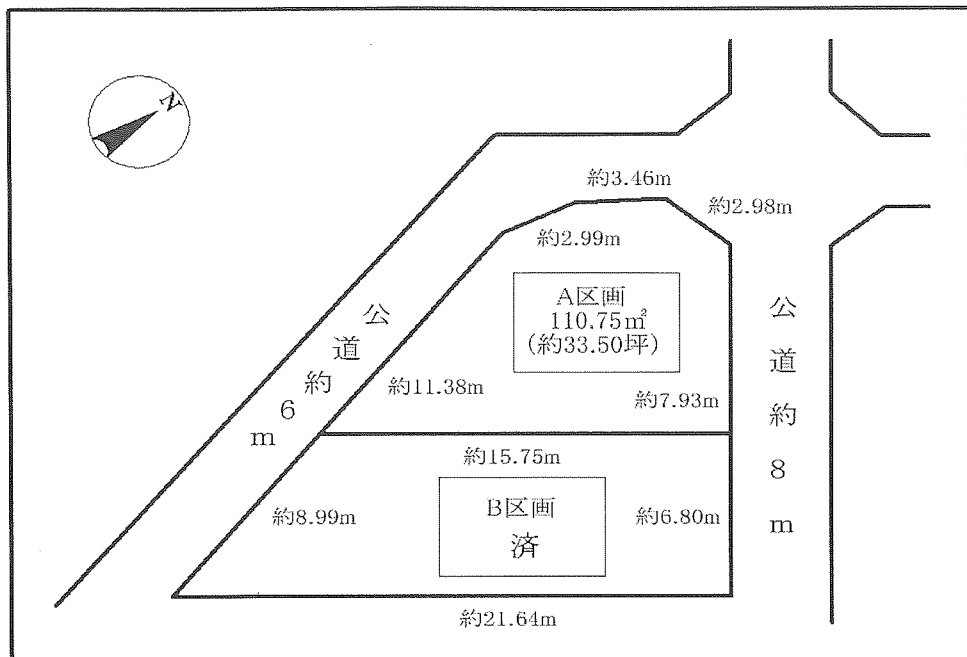 N
約3.46m
約2.98m
約2.99m
A区画
110.75㎡
(約33.50坪)
公道約6m
公道約8m
約11.38m
約7.93m
約15.75m
B区画
済
約8.99m
約6.80m
約21.64m